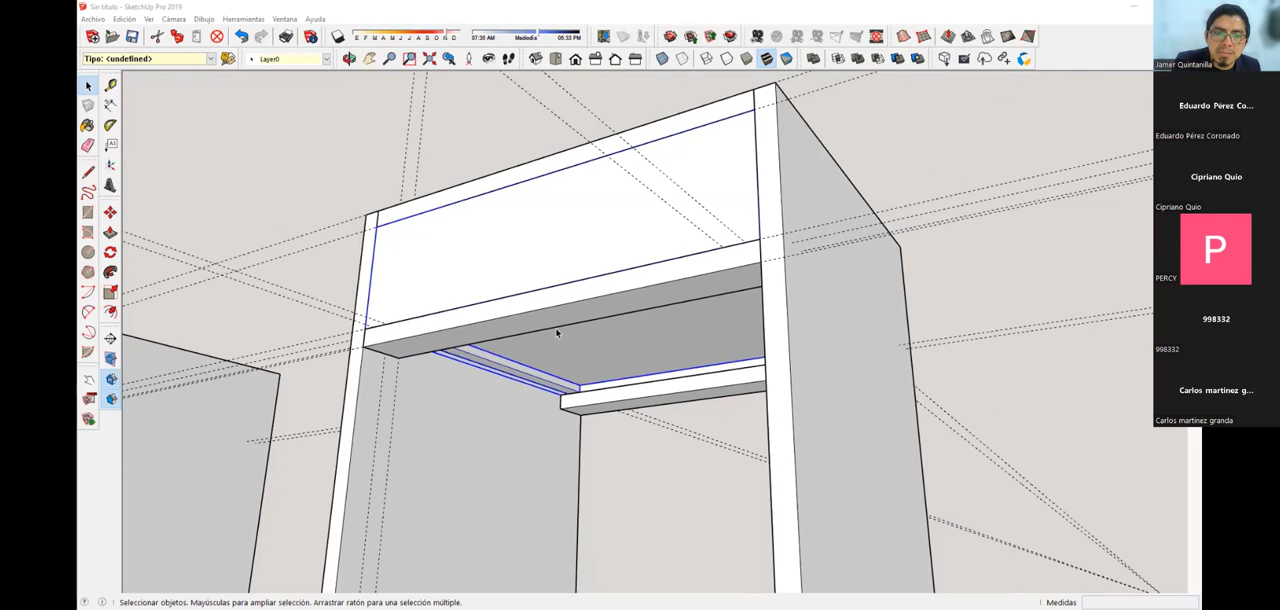 Sin título - SketchUp Pro 2019
Archivo Edición Ver Cámara Dibujo Herramientas Ventana Ayuda
E F M A M J J A S O N D 07:35 AM Mediodía 05:33 PM
Tipo: <undefined> Layer0
Jamer Quintanilla
Eduardo Pérez Co...
Eduardo Pérez Coronado
Cipriano Quio
Cipriano Quio
P
PERCY
998332
998332
Carlos martinez g...
Carlos martinez granda
Seleccionar objetos. Mayúsculas para ampliar selección. Arrastrar ratón para una selección múltiple.
Medidas